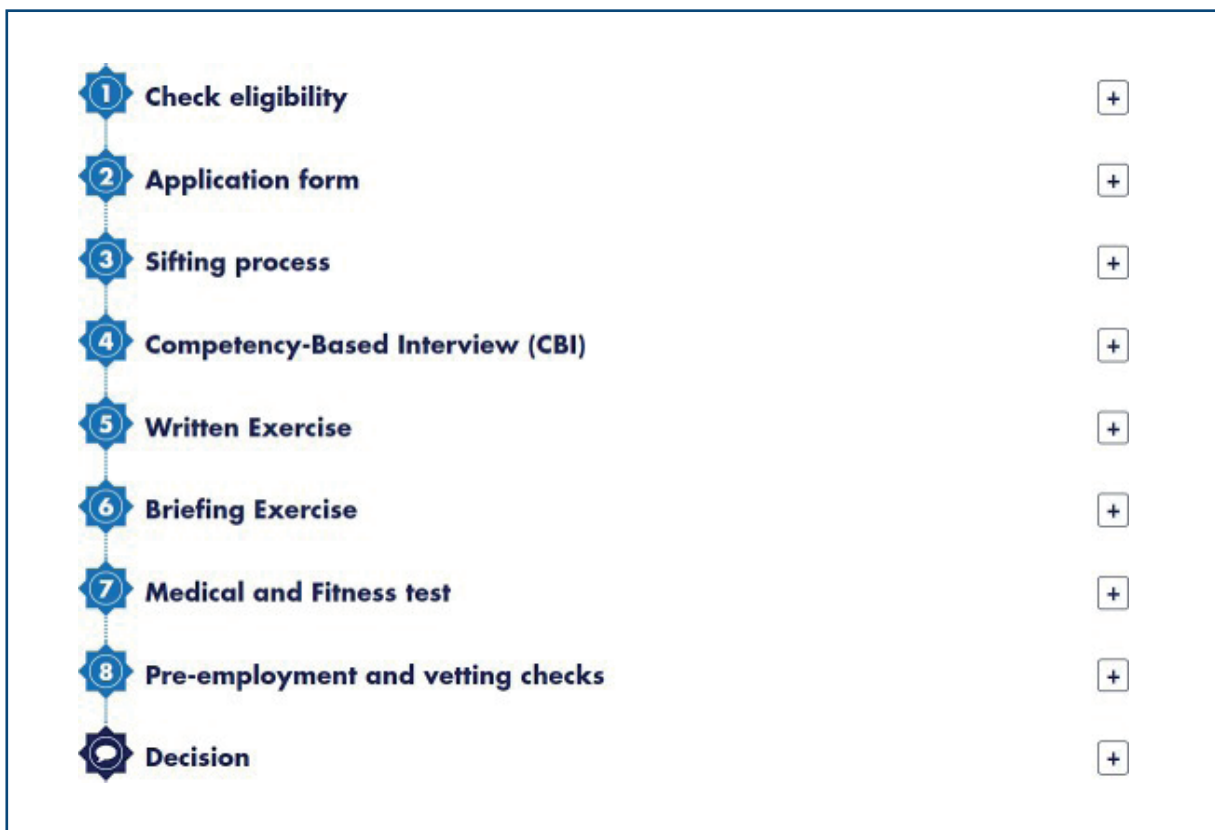 1 Check eligibility +
2 Application form +
3 Sifting process +
4 Competency-Based Interview (CBI) +
5 Written Exercise +
6 Briefing Exercise +
7 Medical and Fitness test +
8 Pre-employment and vetting checks +
Decision +